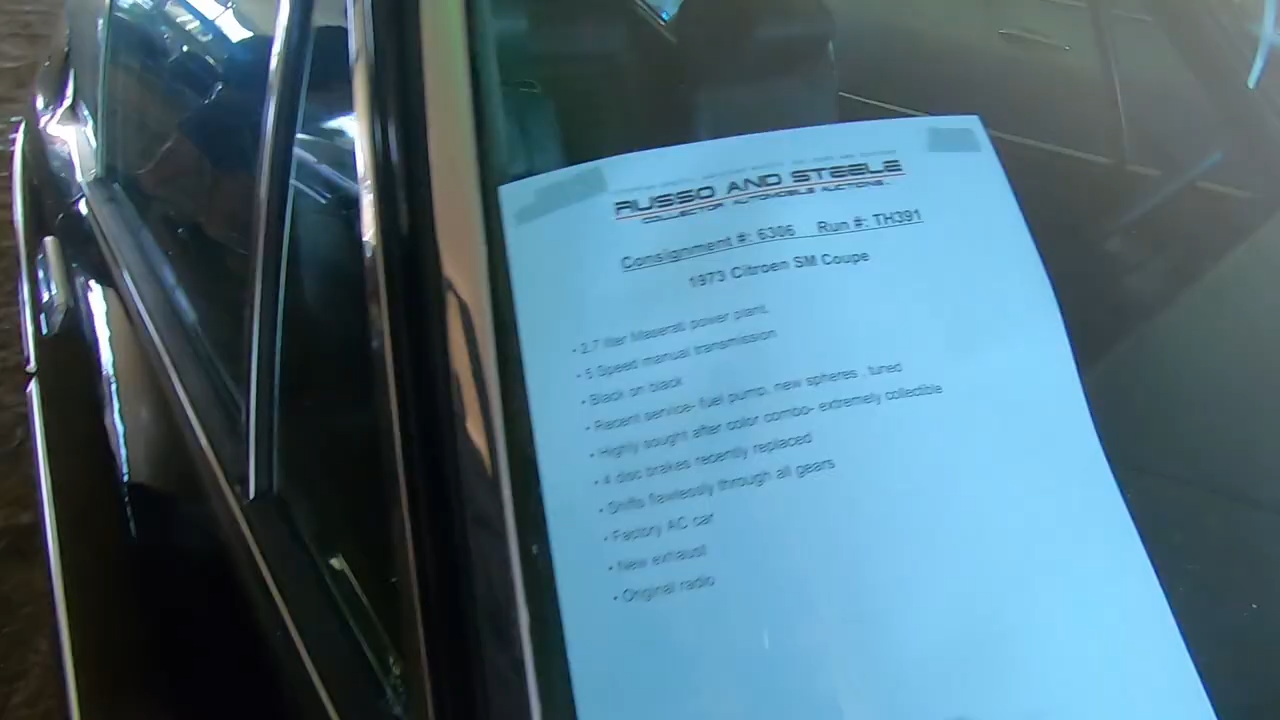 RUSSO AND STEELE
COLLECTOR AUTOMOBILE AUCTIONS
Consignment #: 6306 Run #: TH391
1973 Citroen SM Coupe
• 2.7 liter Maserati power plant.
• 5 Speed manual transmission
• Black on black
• Recent service- fuel pump, new spheres , tuned
• Highly sought after color combo- extremely collectible
• 4 disc brakes recently replaced
• Shifts flawlessly through all gears
• Factory AC car
• New exhaust
• Original radio